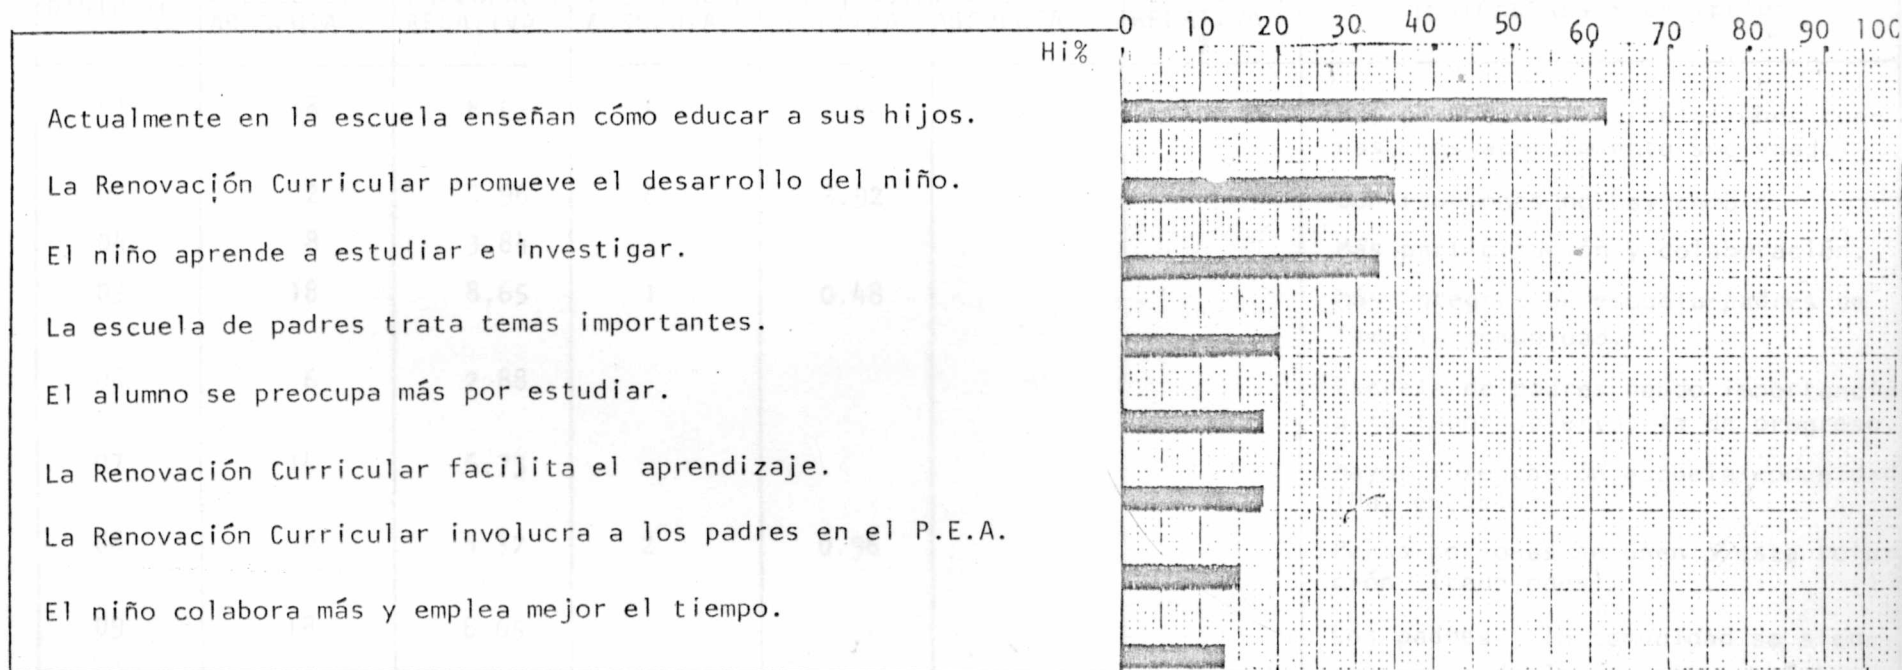 0 10 20 30 40 50 60 70 80 90 100
Hi%
Actualmente en la escuela enseñan cómo educar a sus hijos.
La Renovación Curricular promueve el desarrollo del niño.
El niño aprende a estudiar e investigar.
La escuela de padres trata temas importantes.
El alumno se preocupa más por estudiar.
La Renovación Curricular facilita el aprendizaje.
La Renovación Curricular involucra a los padres en el P.E.A.
El niño colabora más y emplea mejor el tiempo.